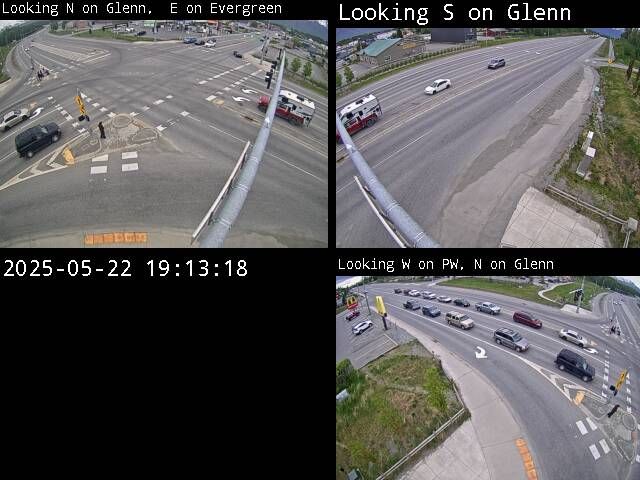 Looking N on Glenn, E on Evergreen
Looking S on Glenn
2025-05-22 19:13:18
Looking W on PW, N on Glenn